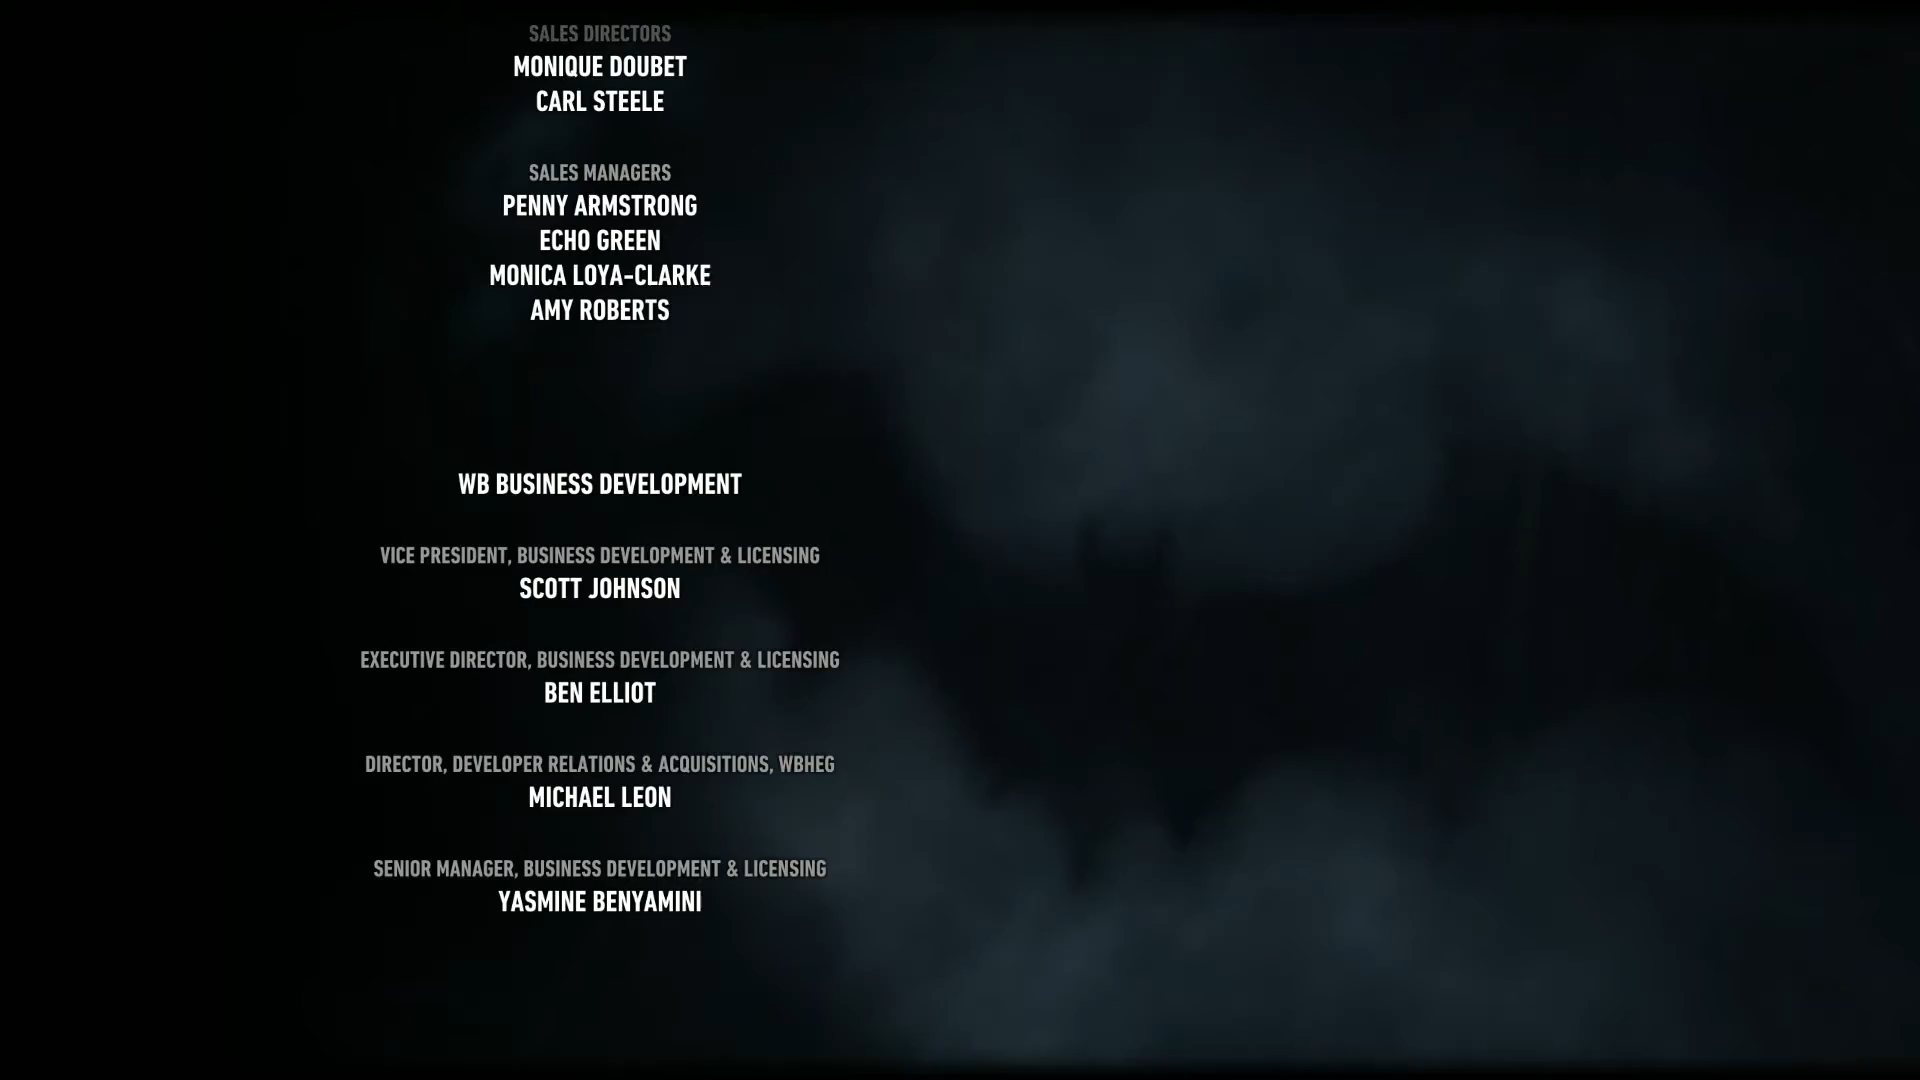 SALES DIRECTORS
MONIQUE DOUBET
CARL STEELE
SALES MANAGERS
PENNY ARMSTRONG
ECHO GREEN
MONICA LOYA-CLARKE
AMY ROBERTS
WB BUSINESS DEVELOPMENT
VICE PRESIDENT, BUSINESS DEVELOPMENT & LICENSING
SCOTT JOHNSON
EXECUTIVE DIRECTOR, BUSINESS DEVELOPMENT & LICENSING
BEN ELLIOT
DIRECTOR, DEVELOPER RELATIONS & ACQUISITIONS, WBHEG
MICHAEL LEON
SENIOR MANAGER, BUSINESS DEVELOPMENT & LICENSING
YASMINE BENYAMINI